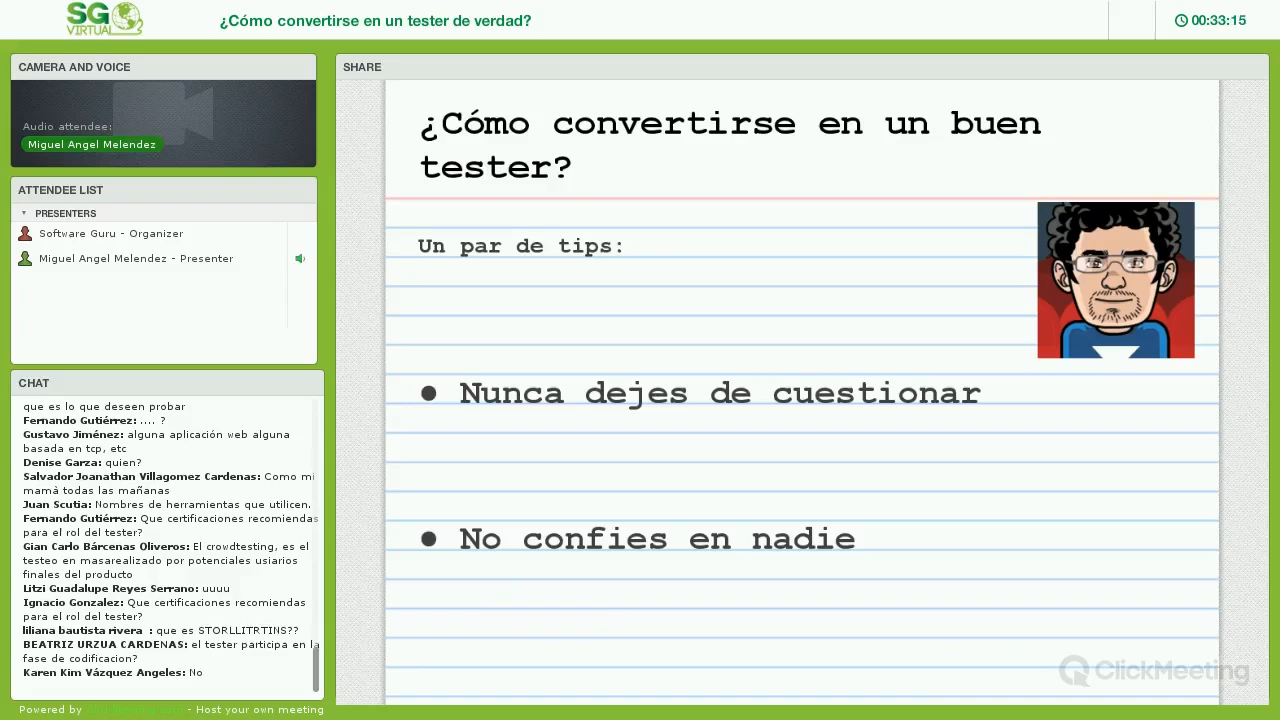 SG
VIRTUAL
¿Cómo convertirse en un tester de verdad?
00:33:15
CAMERA AND VOICE
Audio attendee:
Miguel Angel Melendez
ATTENDEE LIST
PRESENTERS
Software Guru - Organizer
Miguel Angel Melendez - Presenter
CHAT
que es lo que deseen probar
Fernando Gutiérrez: .... ?
Gustavo Jiménez: alguna aplicación web alguna
basada en tcp, etc
Denise Garza: quien?
Salvador Joanathan Villagomez Cardenas: Como mi
mamà todas las mañanas
Juan Scutia: Nombres de herramientas que utilicen.
Fernando Gutiérrez: Que certificaciones recomiendas
para el rol del tester?
Gian Carlo Bárcenas Oliveros: El crowdtesting, es el
testeo en masarealizado por potenciales usiarios
finales del producto
Litzi Guadalupe Reyes Serrano: uuuu
Ignacio Gonzalez: Que certificaciones recomiendas
para el rol del tester?
liliana bautista rivera : que es STORLLITRTINS??
BEATRIZ URZUA CARDENAS: el tester participa en la
fase de codificacion?
Karen Kim Vázquez Angeles: No
Powered by
- Host your own meeting
SHARE
¿Cómo convertirse en un buen
tester?
Un par de tips:
● Nunca dejes de cuestionar
● No confies en nadie
ClickMeeting